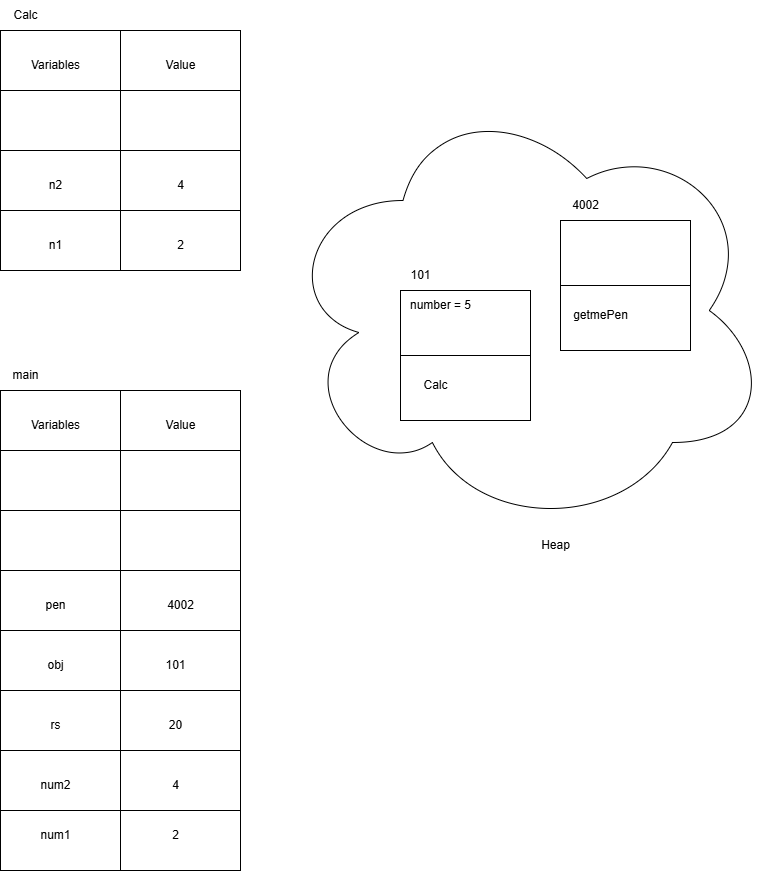 Calc
Variables Value
n2 4
n1 2
4002
getmePen
101
number = 5
Calc
Heap
main
Variables Value
pen 4002
obj 101
rs 20
num2 4
num1 2